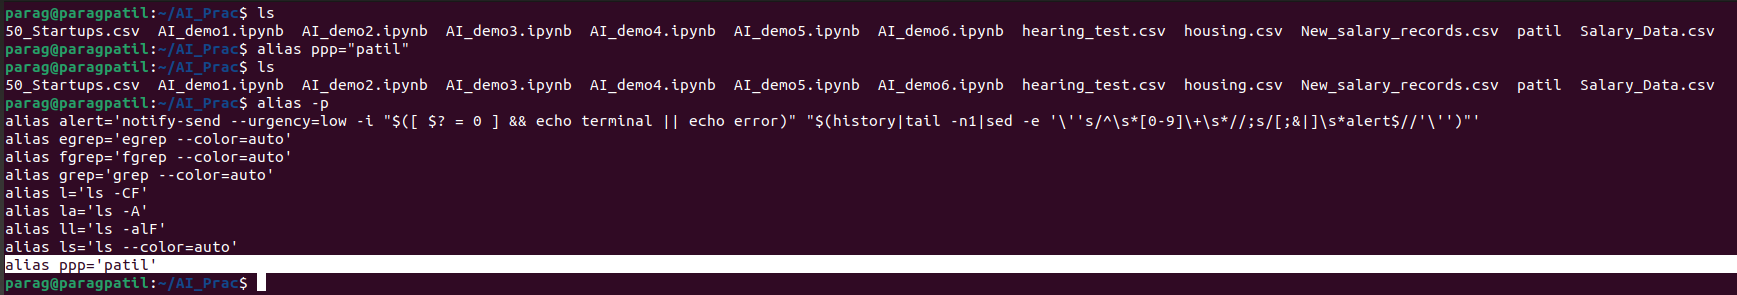 parag@paragpatil:~/AI_Prac$ ls
50_Startups.csv  AI_demo1.ipynb  AI_demo2.ipynb  AI_demo3.ipynb  AI_demo4.ipynb  AI_demo5.ipynb  AI_demo6.ipynb  hearing_test.csv  housing.csv  New_salary_records.csv  patil  Salary_Data.csv
parag@paragpatil:~/AI_Prac$ alias ppp="patil"
parag@paragpatil:~/AI_Prac$ ls
50_Startups.csv  AI_demo1.ipynb  AI_demo2.ipynb  AI_demo3.ipynb  AI_demo4.ipynb  AI_demo5.ipynb  AI_demo6.ipynb  hearing_test.csv  housing.csv  New_salary_records.csv  patil  Salary_Data.csv
parag@paragpatil:~/AI_Prac$ alias -p
alias alert='notify-send --urgency=low -i "$([ $? = 0 ] && echo terminal || echo error)" "$(history|tail -n1|sed -e '\''s/^\s*[0-9]\+\s*//;s/[;&|]\s*alert$//'\'')"'
alias egrep='egrep --color=auto'
alias fgrep='fgrep --color=auto'
alias grep='grep --color=auto'
alias l='ls -CF'
alias la='ls -A'
alias ll='ls -alF'
alias ls='ls --color=auto'
alias ppp='patil'
parag@paragpatil:~/AI_Prac$